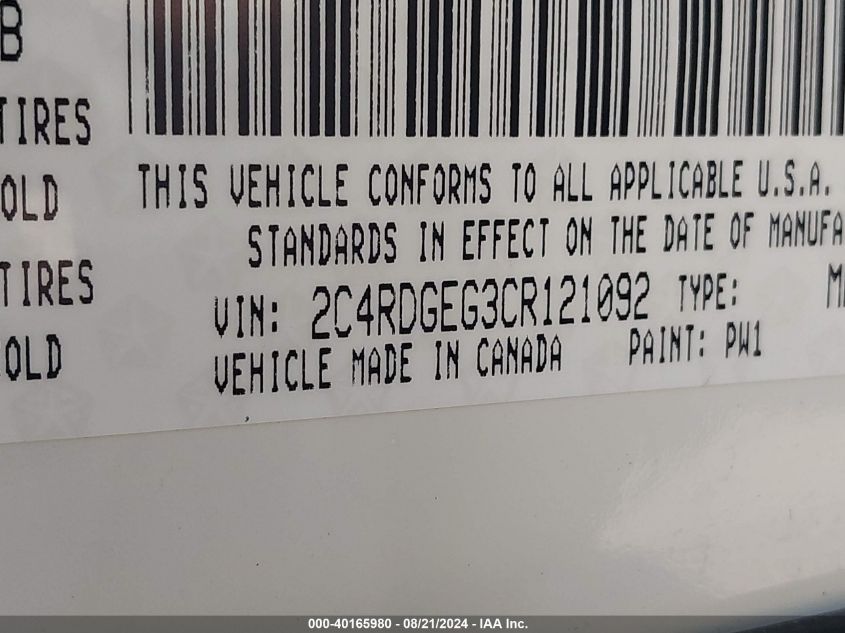 B
TIRES
OLD
TIRES
OLD
THIS VEHICLE CONFORMS TO ALL APPLICABLE U.S.A.
STANDARDS IN EFFECT ON THE DATE OF MANUFA
VIN: 2C4RDGEG3CR121092 TYPE: M
VEHICLE MADE IN CANADA PAINT: PW1
000-40165980 - 08/21/2024 - IAA Inc.